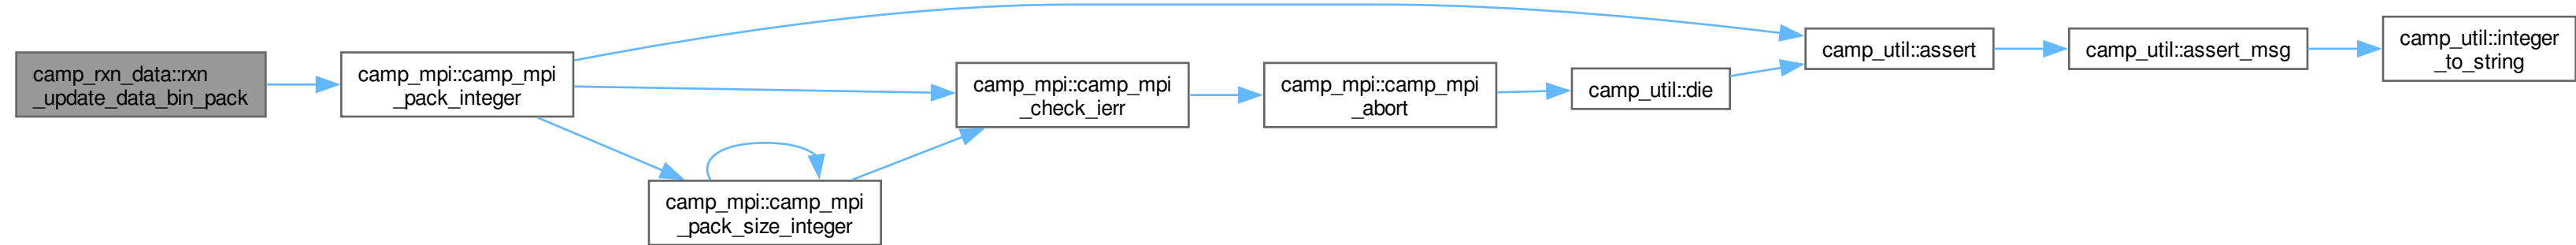 camp_rxn_data::rxn
_update_data_bin_pack
camp_mpi::camp_mpi
_pack_integer
camp_mpi::camp_mpi
_pack_size_integer
camp_mpi::camp_mpi
_check_ierr
camp_mpi::camp_mpi
_abort
camp_util::die
camp_util::assert
camp_util::assert_msg
camp_util::integer
_to_string